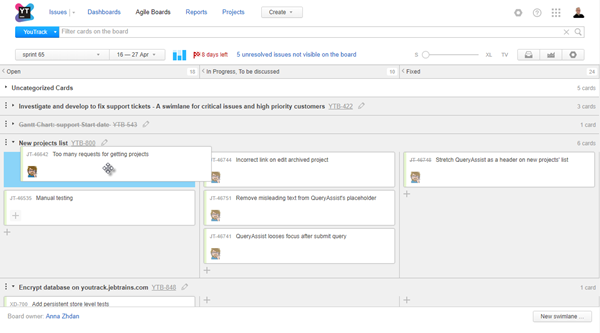 YT
Issues
Dashboards
Agile Boards
Reports
Projects
Create
YouTrack
Filter cards on the board
sprint 65
16 — 27 Apr
6 days left
5 unresolved issues not visible on the board
S
XL
TV
Open
In Progress, To be discussed
Fixed
24
Uncategorized Cards
5 cards
Investigate and develop to fix support tickets - A swimlane for critical issues and high priority customers YTB-422
3 cards
Gantt Chart: support Start date YTB-543
1 card
New projects list YTB-800
6 cards
JT-46642 Too many requests for getting projects
JT-46744 Incorrect link on edit archived project
JT-46748 Stretch QueryAssist as a header on new projects' list
JT-46535 Manual testing
JT-46751 Remove misleading text from QueryAssist's placeholder
JT-46741 QueryAssist looses focus after submit query
Encrypt database on youtrack.jetbrains.com YTB-848
1 card
XD-700 Add persistent store level tests
Board owner: Anna Zhdan
New swimlane ...